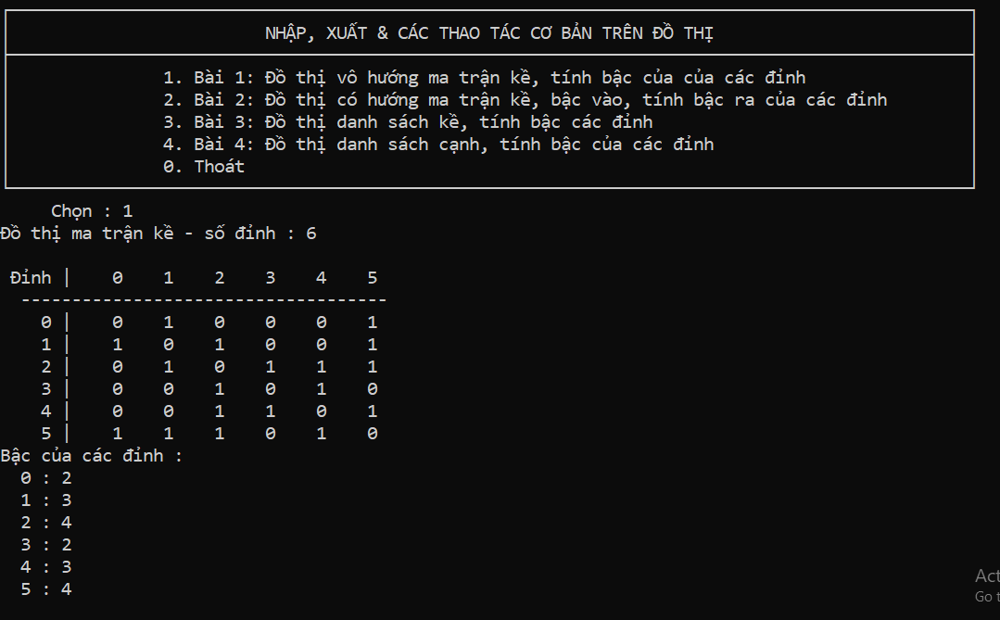 NHẬP, XUẤT & CÁC THAO TÁC CƠ BẢN TRÊN ĐỒ THỊ
1. Bài 1: Đồ thị vô hướng ma trận kề, tính bậc của của các đỉnh
2. Bài 2: Đồ thị có hướng ma trận kề, bậc vào, tính bậc ra của các đỉnh
3. Bài 3: Đồ thị danh sách kề, tính bậc các đỉnh
4. Bài 4: Đồ thị danh sách cạnh, tính bậc của các đỉnh
0. Thoát
Chọn : 1
Đồ thị ma trận kề - số đỉnh : 6
Đỉnh | 0 1 2 3 4 5
------------------------------------
0 | 0 1 0 0 0 1
1 | 1 0 1 0 0 1
2 | 0 1 0 1 1 1
3 | 0 0 1 0 1 0
4 | 0 0 1 1 0 1
5 | 1 1 1 0 1 0
Bậc của các đỉnh :
0 : 2
1 : 3
2 : 4
3 : 2
4 : 3
5 : 4
Act
Go t